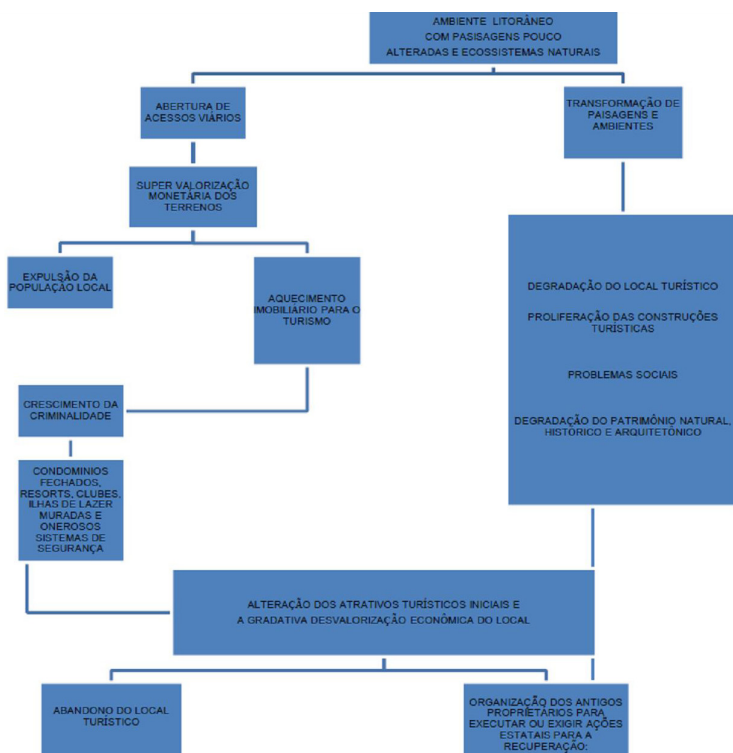 AMBIENTE LITORÂNEO
COM PASISAGENS POUCO
ALTERADAS E ECOSSISTEMAS NATURAIS
ABERTURA DE
ACESSOS VIÁRIOS
TRANSFORMAÇÃO DE
PAISAGENS E
AMBIENTES
SUPER VALORIZAÇÃO
MONETÁRIA DOS
TERRENOS
EXPULSÃO DA
POPULAÇÃO LOCAL
AQUECIMENTO
IMOBILIÁRIO PARA O
TURISMO
DEGRADAÇÃO DO LOCAL TURÍSTICO
PROLIFERAÇÃO DAS CONSTRUÇÕES
TURÍSTICAS
PROBLEMAS SOCIAIS
DEGRADAÇÃO DO PATRIMÔNIO NATURAL,
HISTÓRICO E ARQUITETÔNICO
CRESCIMENTO DA
CRIMINALIDADE
CONDOMINIOS
FECHADOS,
RESORTS, CLUBES,
ILHAS DE LAZER
MURADAS E
ONEROSOS
SISTEMAS DE
SEGURANÇA
ALTERAÇÃO DOS ATRATIVOS TURÍSTICOS INICIAIS E
A GRADATIVA DESVALORIZAÇÃO ECONÔMICA DO LOCAL
ABANDONO DO LOCAL
TURÍSTICO
ORGANIZAÇÃO DOS ANTIGOS
PROPRIETÁRIOS PARA
EXECUTAR OU EXIGIR AÇÕES
ESTATAIS PARA A
RECUPERAÇÃO;